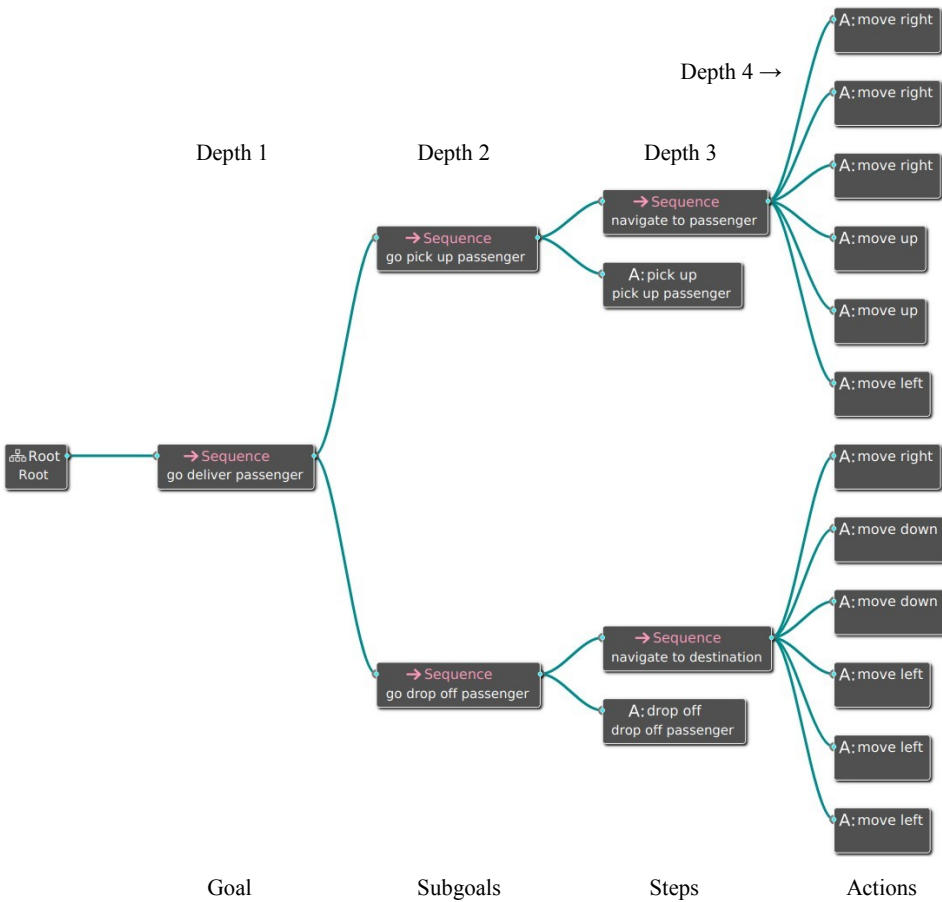 A: move right
Depth 4 →
A: move right
Depth 1
Depth 2
Depth 3
A: move right
→ Sequence
navigate to passenger
→ Sequence
go pick up passenger
A: move up
A: pick up
pick up passenger
A: move up
A: move left
Root
Root
→ Sequence
go deliver passenger
A: move right
A: move down
A: move down
→ Sequence
navigate to destination
→ Sequence
go drop off passenger
A: move left
A: drop off
drop off passenger
A: move left
A: move left
Goal
Subgoals
Steps
Actions